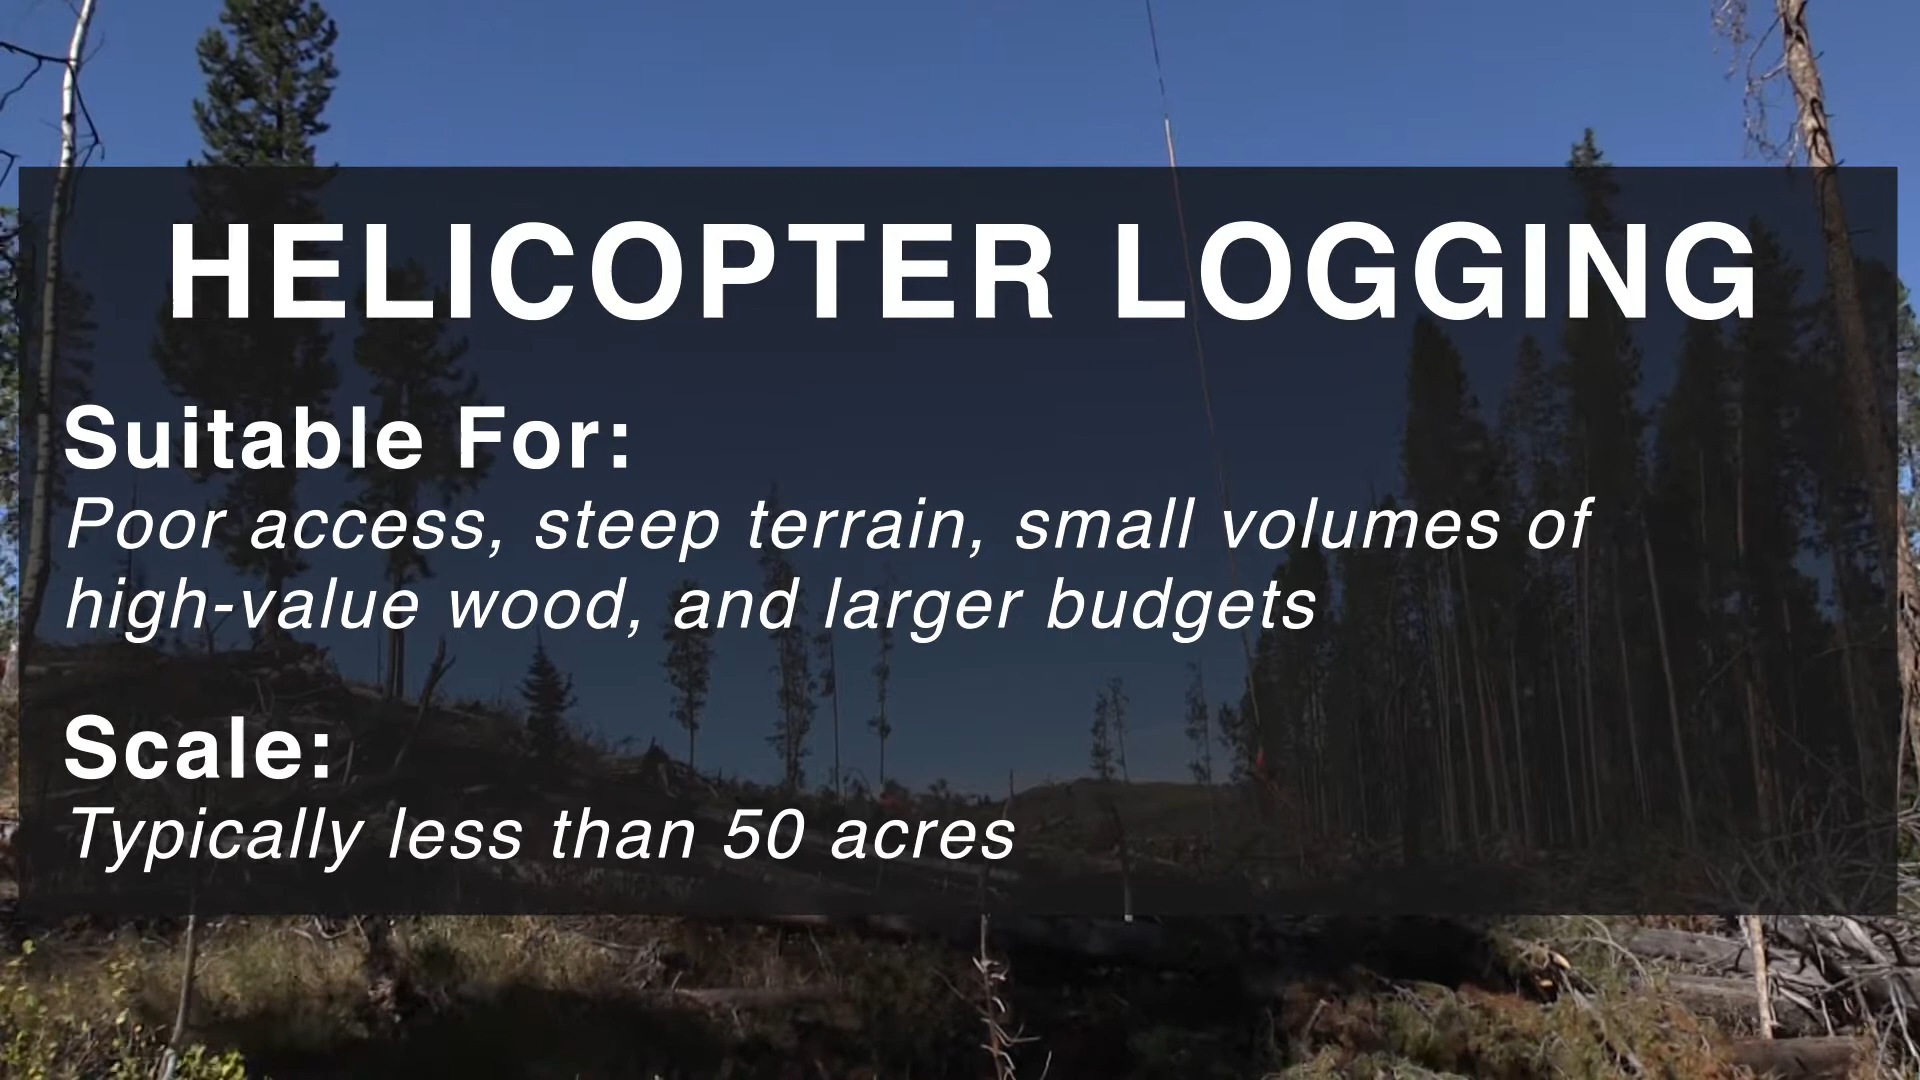 HELICOPTER LOGGING
Suitable For:
Poor access, steep terrain, small volumes of
high-value wood, and larger budgets
Scale:
Typically less than 50 acres